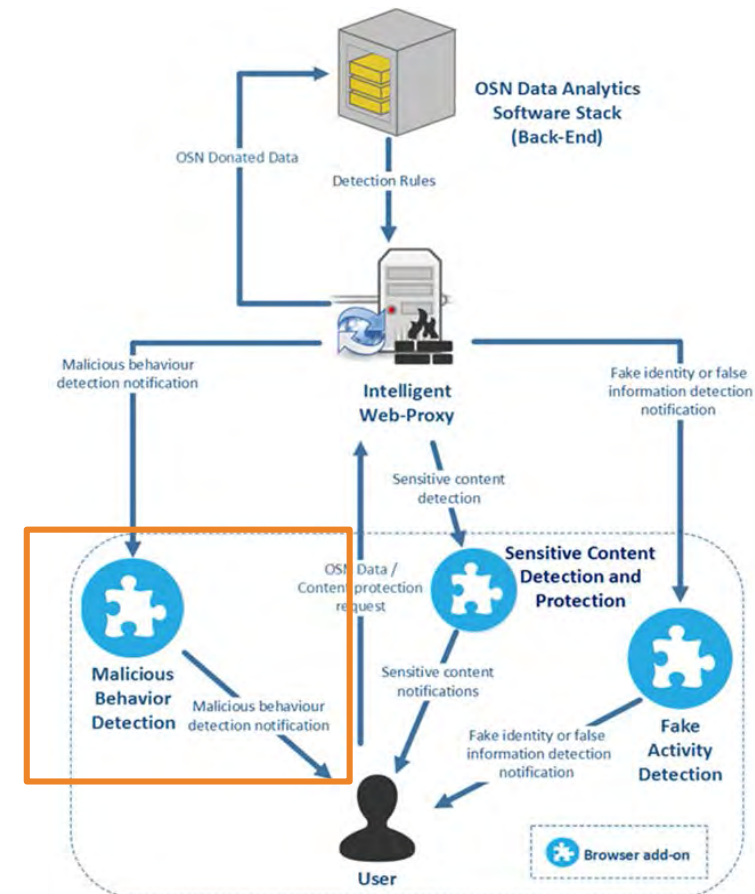 OSN Data Analytics
Software Stack
(Back-End)
OSN Donated Data
Detection Rules
Malicious behaviour
detection notification
Intelligent
Web-Proxy
Fake identity or false
information detection
notification
Sensitive content
detection
Sensitive Content
Detection and
Protection
OSN Data /
Content protection
request
Malicious
Behavior
Detection
Malicious behaviour
detection notification
Sensitive content
notifications
Fake identity or false
information detection
notification
Fake
Activity
Detection
User
Browser add-on